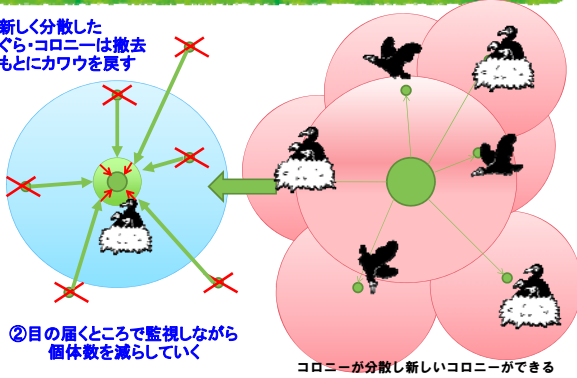 新しく分散した
ぐら・コロニーは撤去
もとにカワウを戻す
②目の届くところで監視しながら
個体数を減らしていく
コロニーが分散し新しいコロニーができる